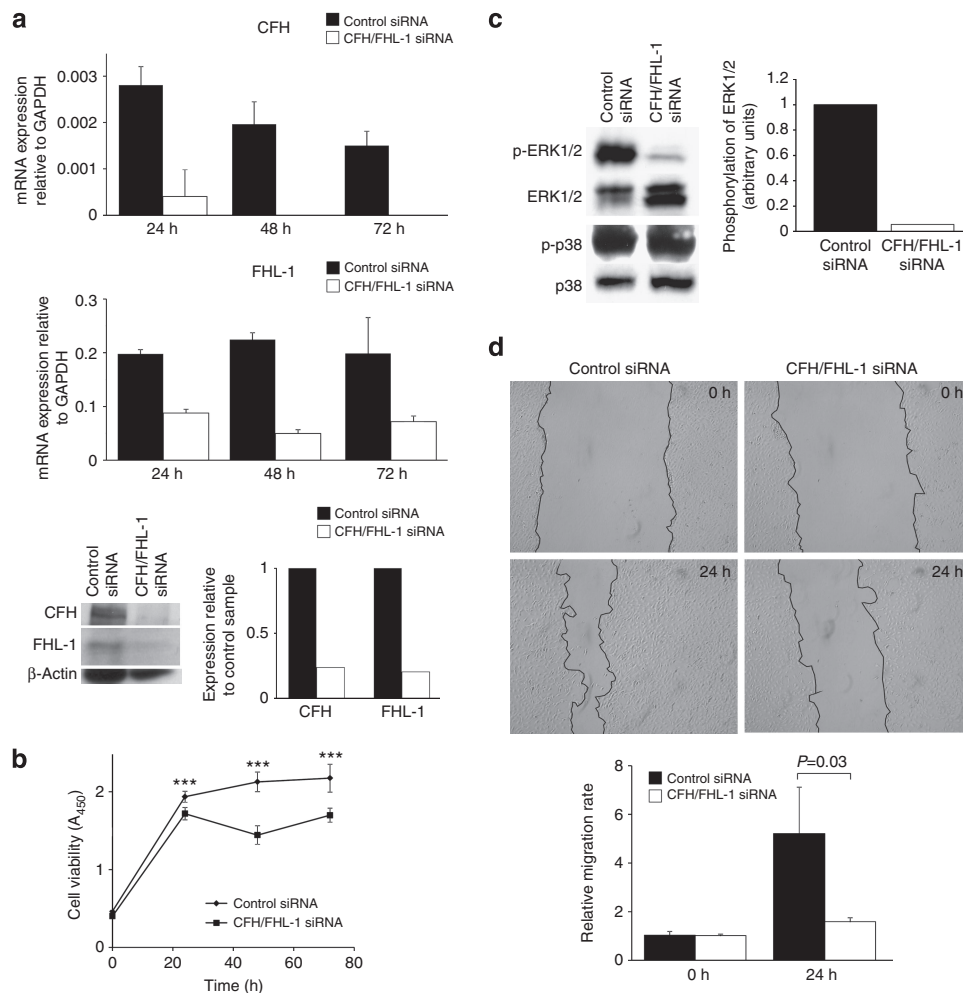 a
CFH
Control siRNA
CFH/FHL-1 siRNA
mRNA expression
relative to GAPDH
0.003
0.002
0.001
0
24 h
48 h
72 h
FHL-1
Control siRNA
CFH/FHL-1 siRNA
mRNA expression relative
to GAPDH
0.3
0.2
0.1
0
24 h
48 h
72 h
Control
siRNA
CFH/FHL-1
siRNA
CFH
FHL-1
β-Actin
Control siRNA
CFH/FHL-1 siRNA
Expression relative
to control sample
1
0.5
0
CFH
FHL-1
b
Cell viability (A450)
2
1
0
***
***
***
Control siRNA
CFH/FHL-1 siRNA
0
20
40
60
80
Time (h)
c
Control
siRNA
CFH/FHL-1
siRNA
p-ERK1/2
ERK1/2
p-p38
p38
Phosphorylation of ERK1/2
(arbitrary units)
1.2
1
0.8
0.6
0.4
0.2
0
Control
siRNA
CFH/FHL-1
siRNA
d
Control siRNA
CFH/FHL-1 siRNA
0 h
0 h
24 h
24 h
Relative migration rate
8
6
4
2
0
Control siRNA
CFH/FHL-1 siRNA
P=0.03
0 h
24 h